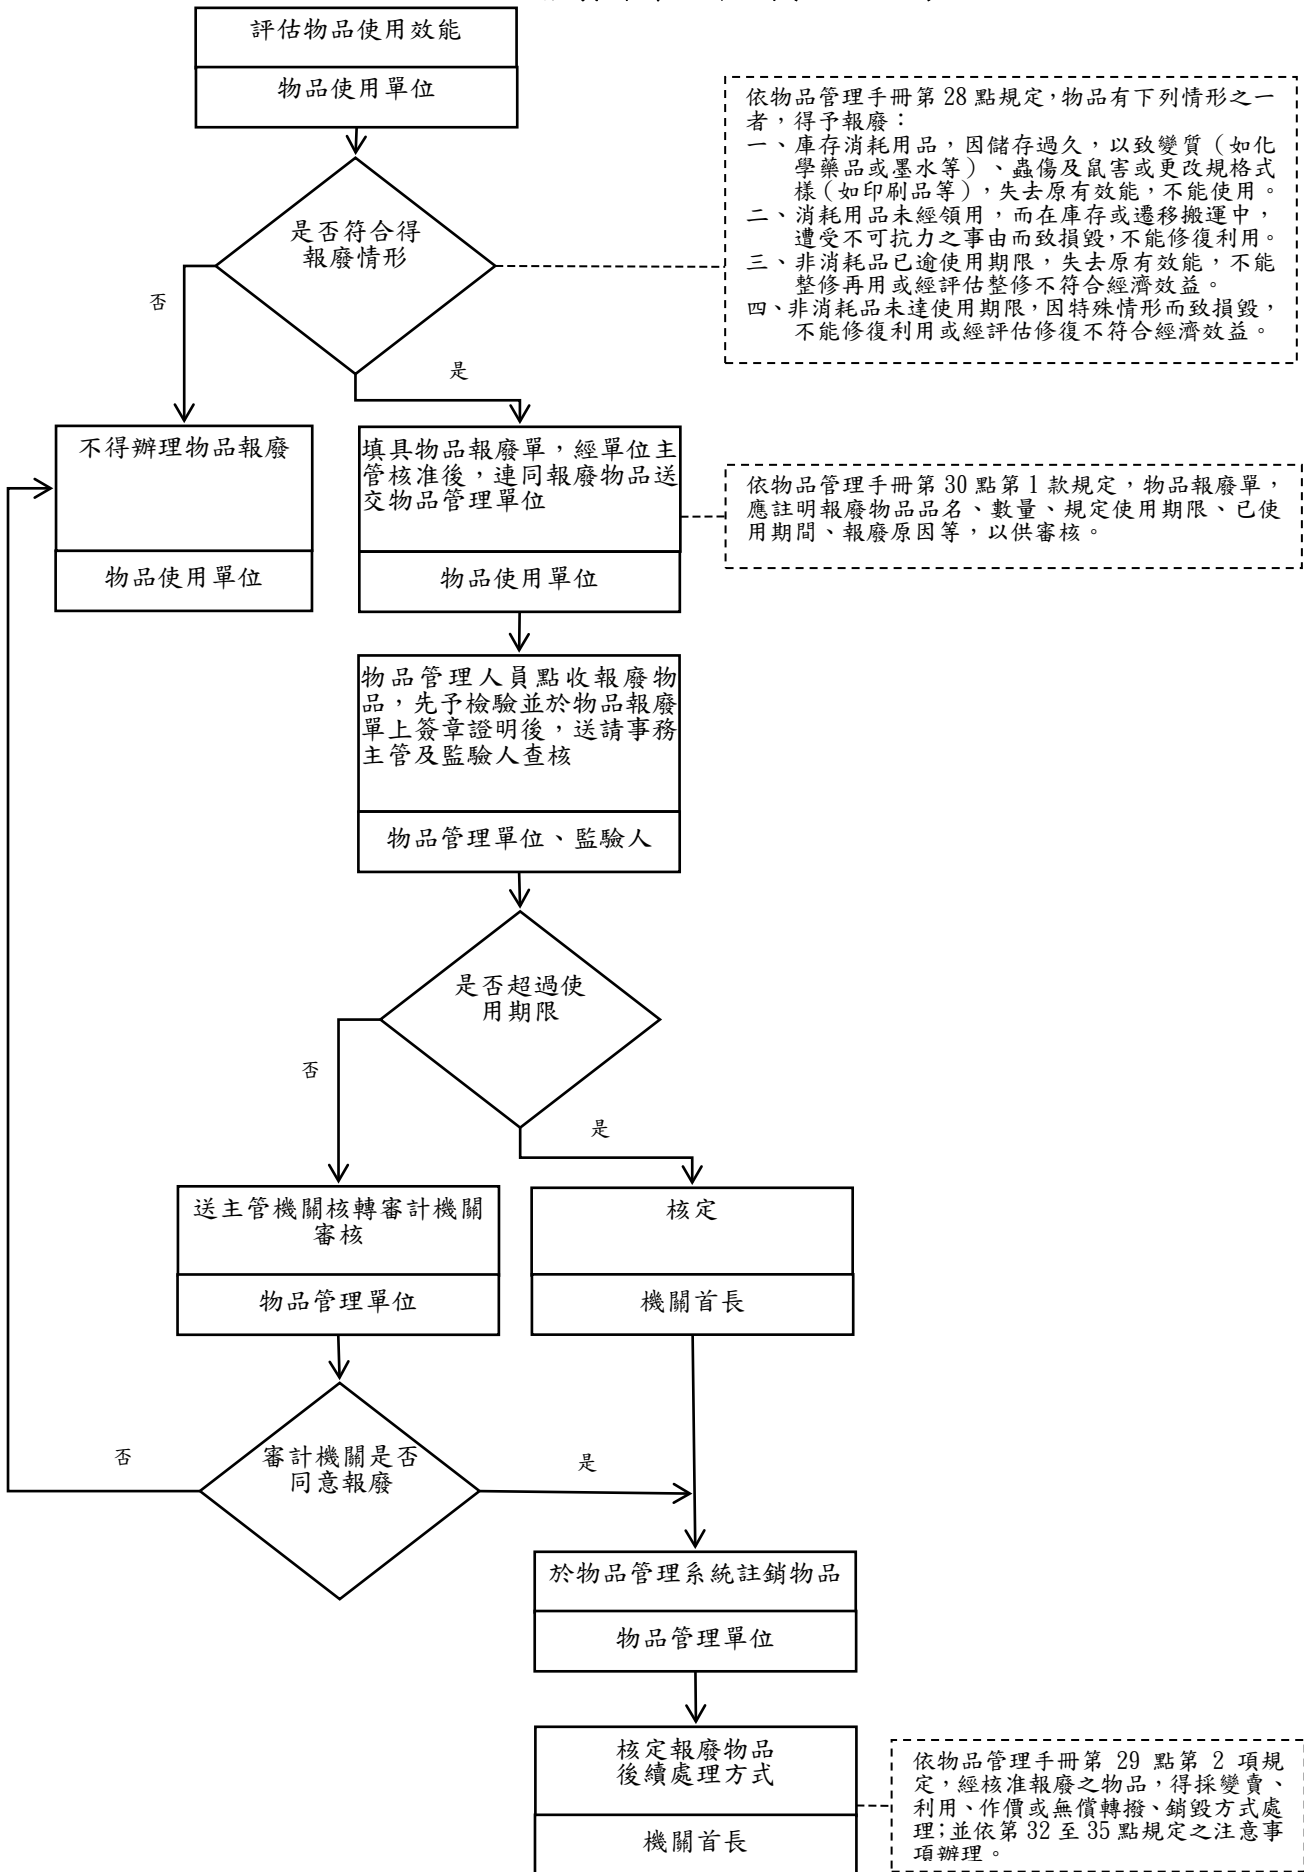 評估物品使用效能
物品使用單位
依物品管理手冊第 28 點規定，物品有下列情形之一
者，得予報廢：
一、庫存消耗用品，因儲存過久，以致變質（如化
學藥品或墨水等）、蟲傷及鼠害或更改規格式
樣（如印刷品等），失去原有效能，不能使用。
二、消耗用品未經領用，而在庫存或遷移搬運中，
遭受不可抗力之事由而致損毀，不能修復利用。
三、非消耗品已逾使用期限，失去原有效能，不能
整修再用或經評估整修不符合經濟效益。
四、非消耗品未達使用期限，因特殊情形而致損毀，
不能修復利用或經評估修復不符合經濟效益。
是否符合得
報廢情形
否
是
不得辦理物品報廢
物品使用單位
填具物品報廢單，經單位主
管核准後，連同報廢物品送
交物品管理單位
物品使用單位
依物品管理手冊第 30 點第 1 款規定，物品報廢單，
應註明報廢物品品名、數量、規定使用期限、已使
用期間、報廢原因等，以供審核。
物品管理人員點收報廢物
品，先予檢驗並於物品報廢
單上簽章證明後，送請事務
主管及監驗人查核
物品管理單位、監驗人
是否超過使
用期限
否
是
送主管機關核轉審計機關
審核
物品管理單位
核定
機關首長
審計機關是否
同意報廢
否
是
於物品管理系統註銷物品
物品管理單位
核定報廢物品
後續處理方式
機關首長
依物品管理手冊第 29 點第 2 項規
定，經核准報廢之物品，得採變賣、
利用、作價或無償轉撥、銷毀方式處
理；並依第 32 至 35 點規定之注意事
項辦理。